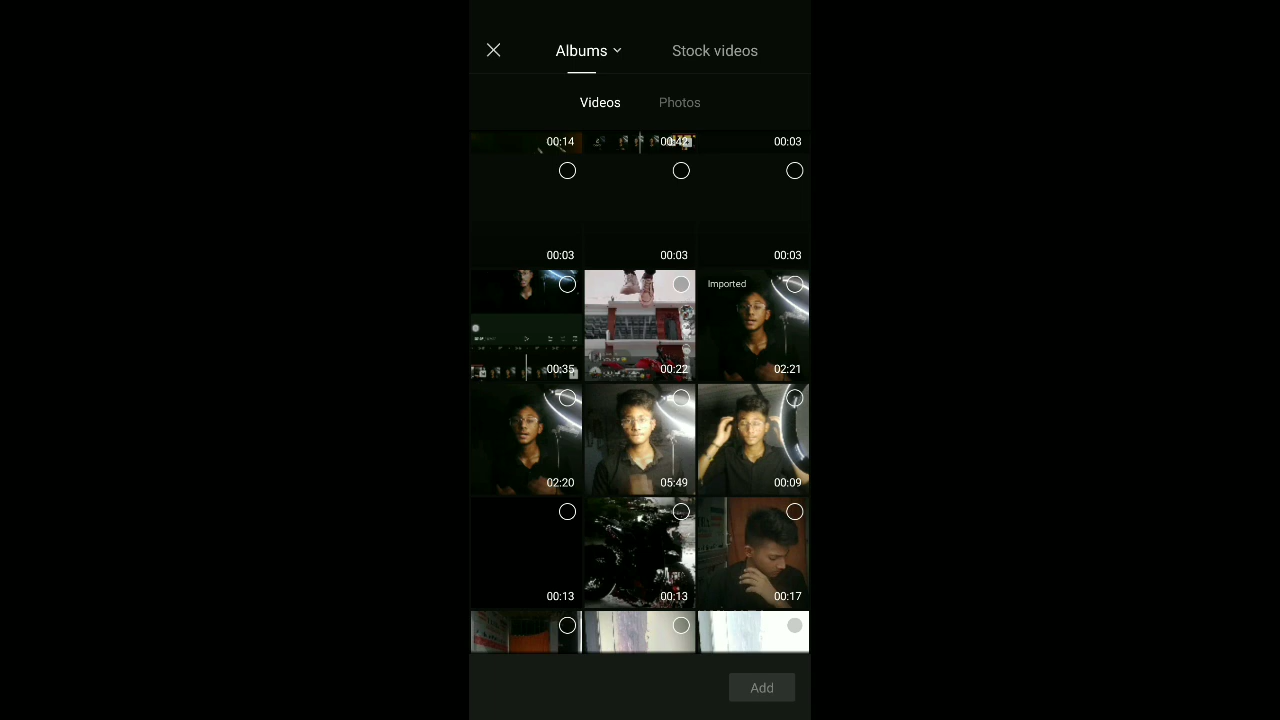 Albums Stock videos
Videos Photos
00:14 00:42 00:03
00:03 00:03 00:03
Imported
00:35 00:22 02:21
02:20 05:49 00:09
00:13 00:13 00:17
Add